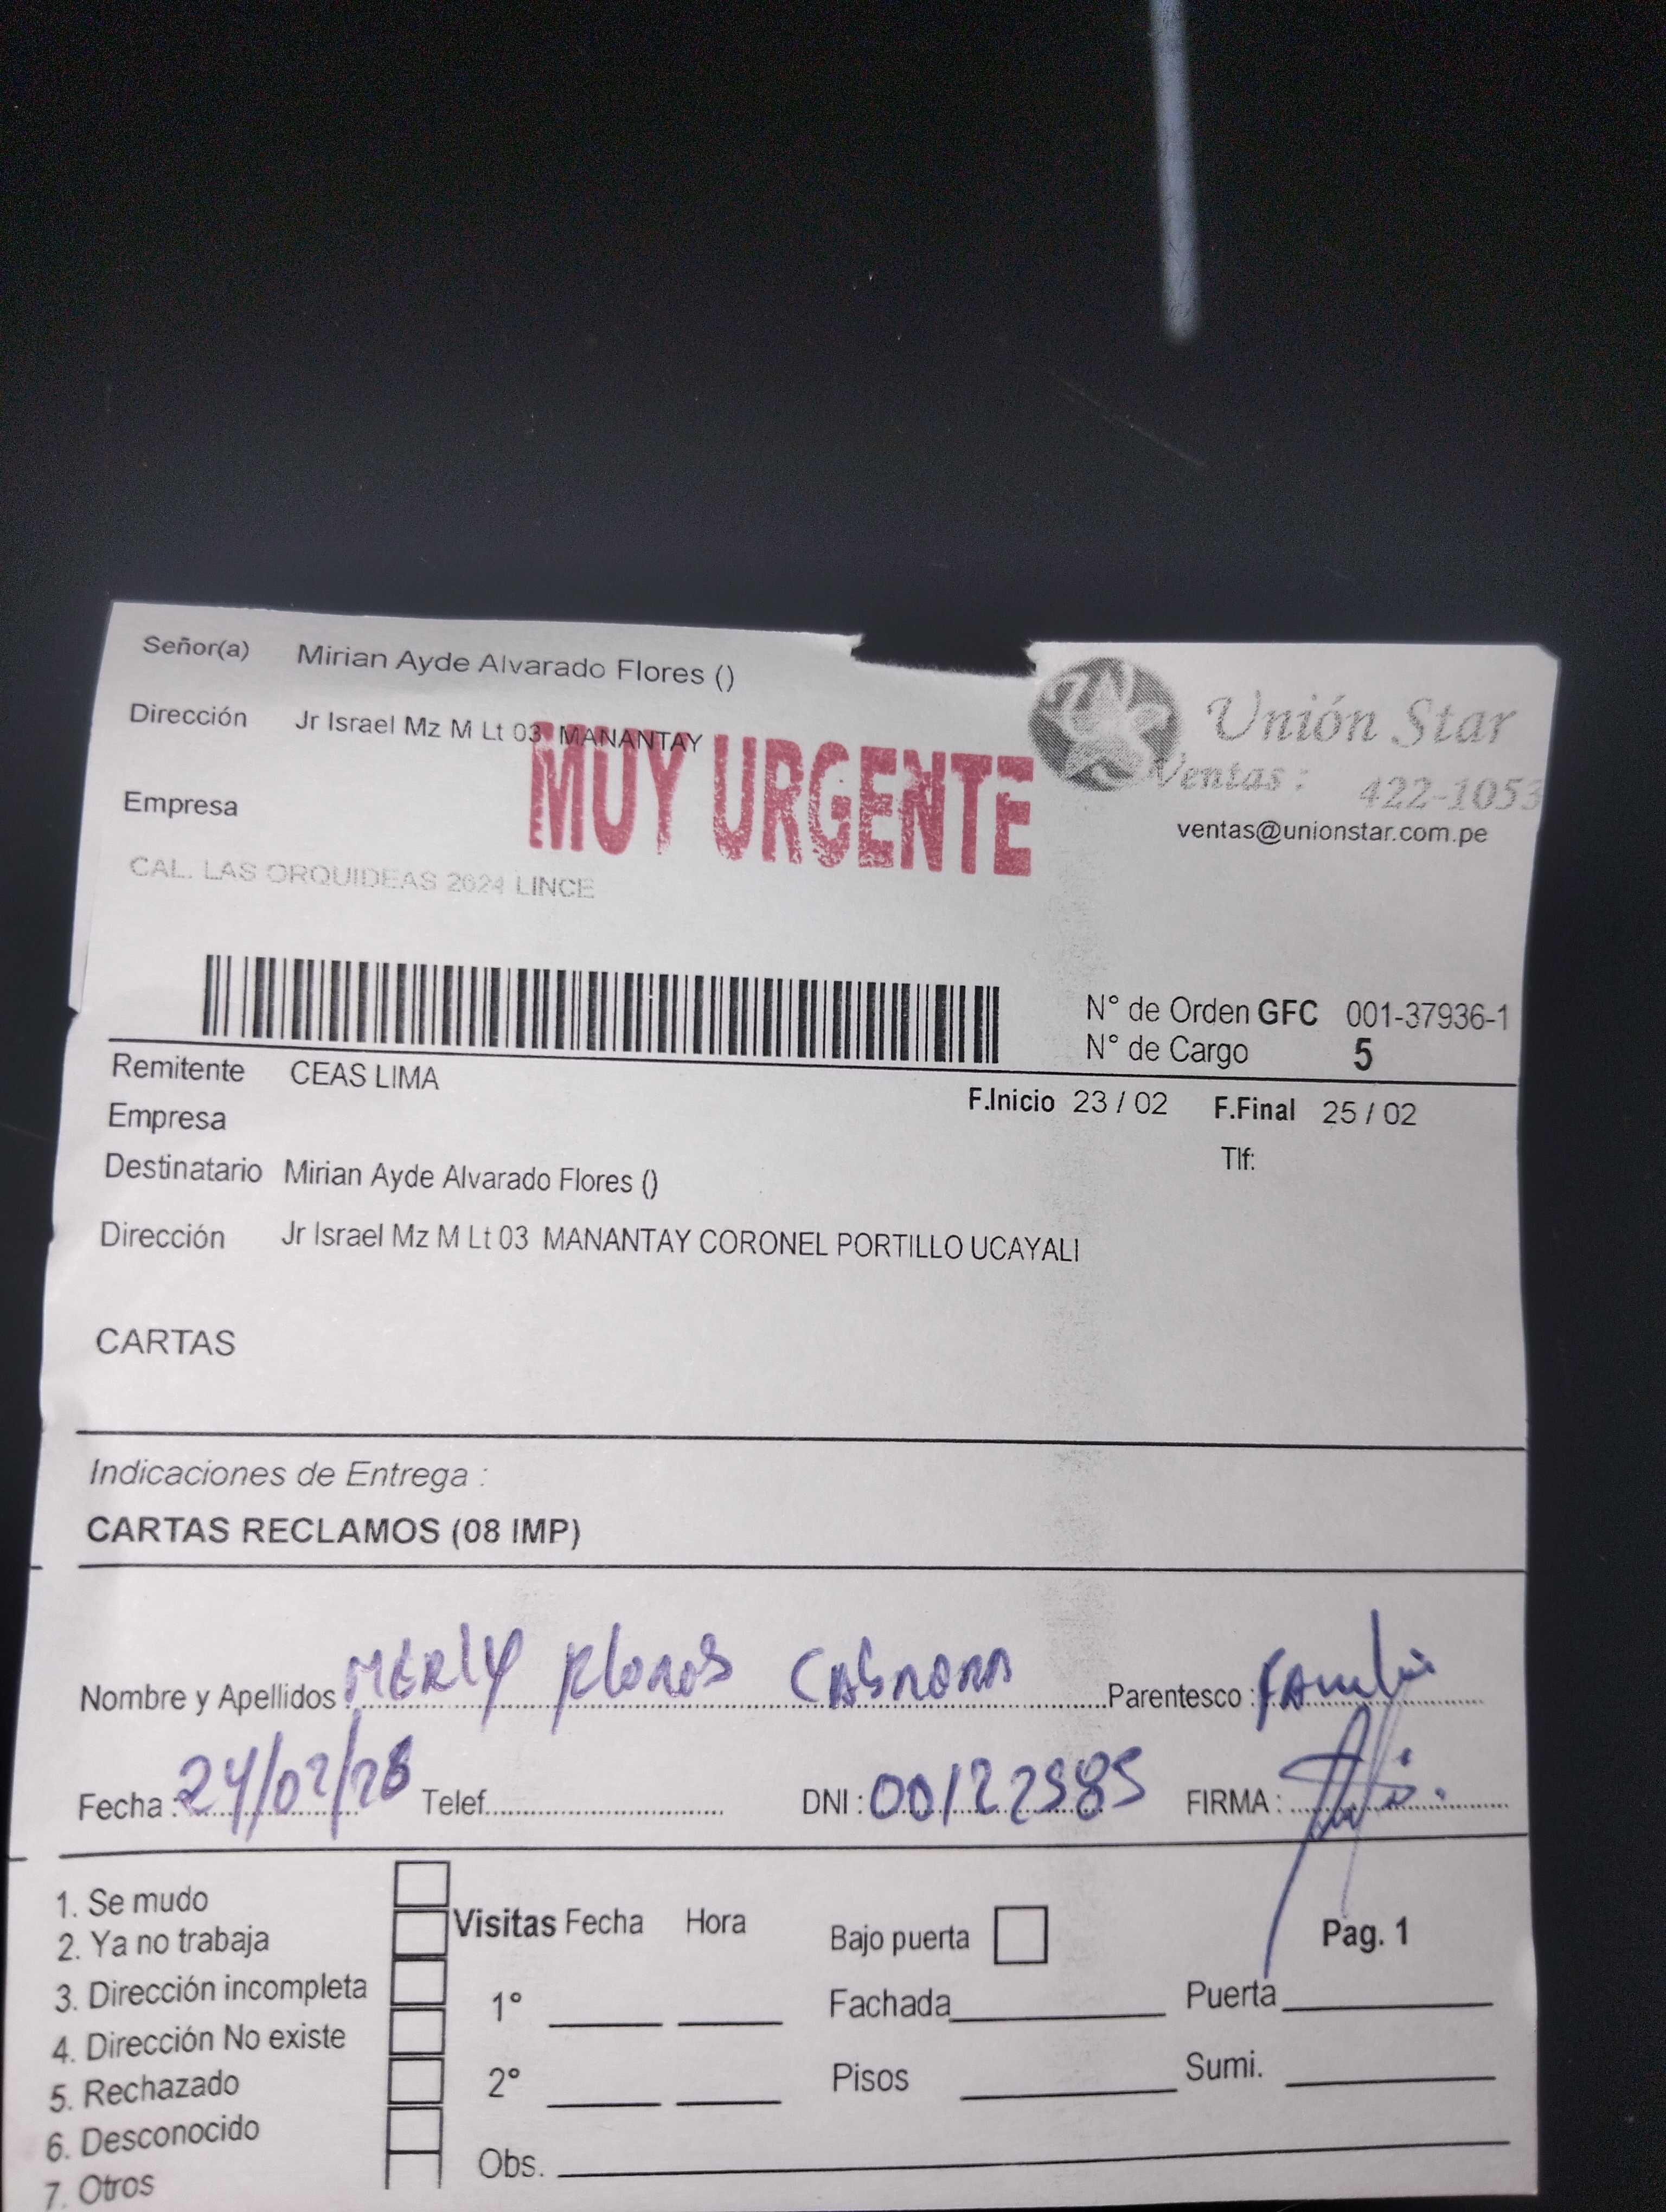 Señor(a) Mirian Ayde Alvarado Flores ()
Dirección Jr Israel Mz M Lt 03 MANANTAY
MUY URGENTE
Unión Star
Ventas : 422-1053
ventas@unionstar.com.pe
Empresa
CAL. LAS ORQUIDEAS 2624 LINCE
N° de Orden GFC 001-37936-1
N° de Cargo 5
Remitente CEAS LIMA
F.Inicio 23 / 02 F.Final 25 / 02
Empresa
Tlf:
Destinatario Mirian Ayde Alvarado Flores ()
Dirección Jr Israel Mz M Lt 03 MANANTAY CORONEL PORTILLO UCAYALI
CARTAS
Indicaciones de Entrega :
CARTAS RECLAMOS (08 IMP)
Nombre y Apellidos MERLY Flores Parentesco :
Fecha : Telef. DNI : FIRMA :
1. Se mudo
2. Ya no trabaja
3. Dirección incompleta
4. Dirección No existe
5. Rechazado
6. Desconocido
7. Otros
Visitas Fecha Hora
1°
2°
Obs.
Bajo puerta
Pag. 1
Fachada Puerta
Pisos Sumi.